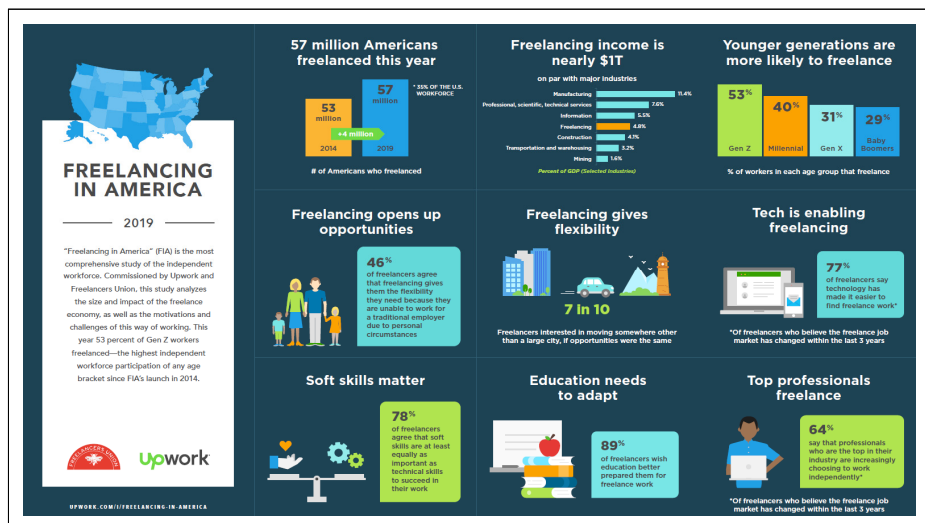 FREELANCING
IN AMERICA
2019
"Freelancing in America" (FIA) is the most
comprehensive study of the independent
workforce. Commissioned by Upwork and
Freelancers Union, this study analyzes
the size and impact of the freelance
economy, as well as the motivations and
challenges of this way of working. This
year 53 percent of Gen Z workers
freelanced—the highest independent
workforce participation of any age
bracket since FIA's launch in 2014.
FREELANCERS UNION
Upwork
UPWORK.COM/I/FREELANCING-IN-AMERICA
57 million Americans
freelanced this year
53
million
2014
+4 million
57
million
2019
* 35% OF THE U.S.
WORKFORCE
# of Americans who freelanced
Freelancing income is
nearly $1T
on par with major industries
Manufacturing 11.4%
Professional, scientific, technical services 7.6%
Information 5.5%
Freelancing 4.8%
Construction 4.1%
Transportation and warehousing 3.2%
Mining 1.6%
Percent of GDP (Selected Industries)
Younger generations are
more likely to freelance
53%
Gen Z
40%
Millennial
31%
Gen X
29%
Baby
Boomers
% of workers in each age group that freelance
Freelancing opens up
opportunities
46%
of freelancers agree
that freelancing gives
them the flexibility
they need because they
are unable to work for
a traditional employer
due to personal
circumstances
Freelancing gives
flexibility
7 in 10
Freelancers interested in moving somewhere other
than a large city, if opportunities were the same
Tech is enabling
freelancing
77%
of freelancers say
technology has
made it easier to
find freelance work*
*Of freelancers who believe the freelance job
market has changed within the last 3 years
Soft skills matter
78%
of freelancers
agree that soft
skills are at least
equally as
important as
technical skills
to succeed in
their work
Education needs
to adapt
89%
of freelancers wish
education better
prepared them for
freelance work
Top professionals
freelance
64%
say that professionals
who are the top in their
industry are increasingly
choosing to work
independently*
*Of freelancers who believe the freelance job
market has changed within the last 3 years